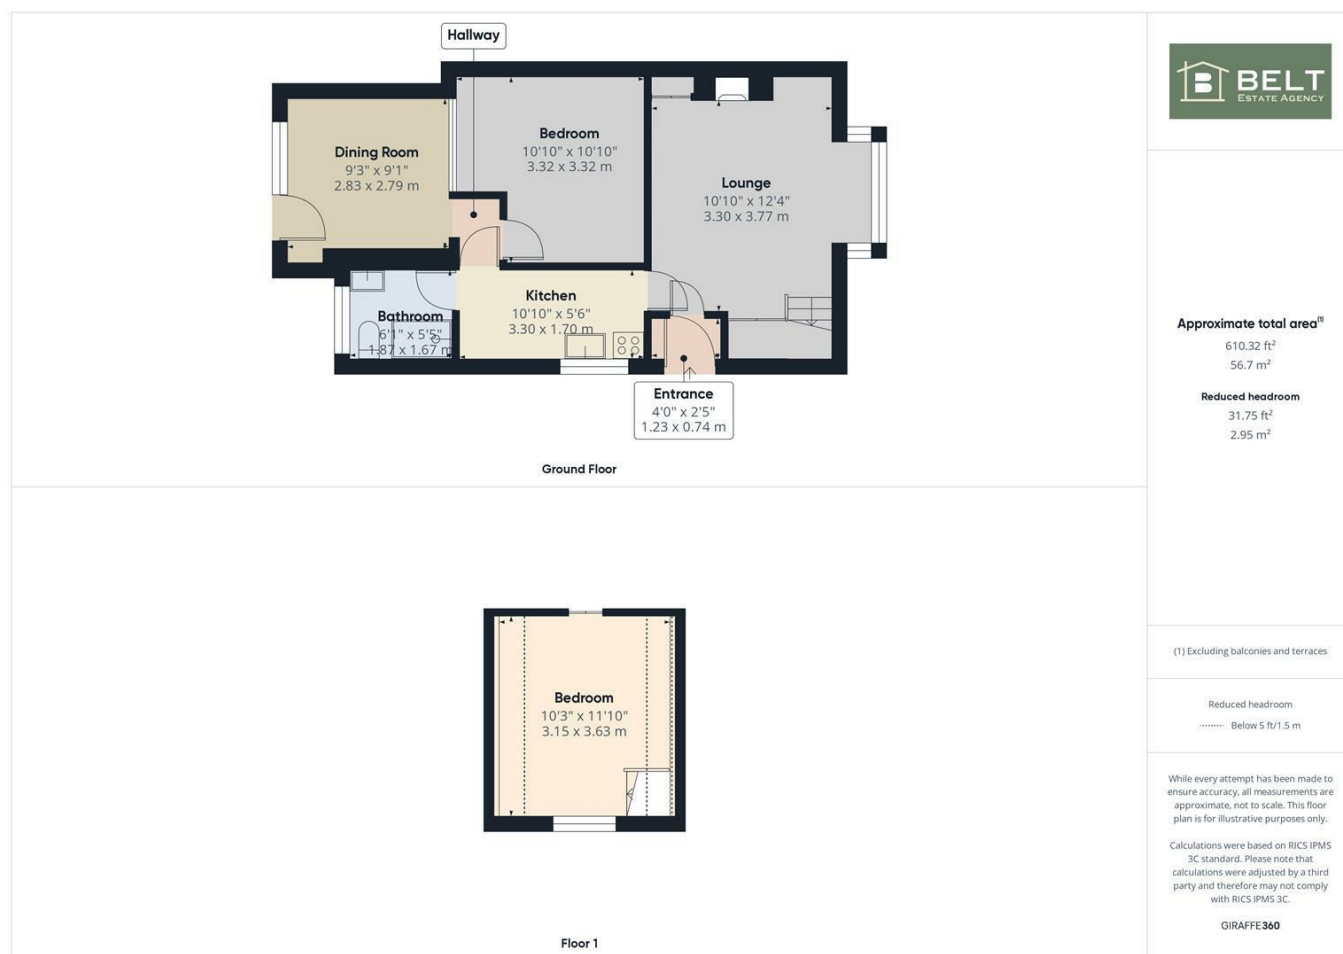 Hallway
Dining Room
9'3" x 9'1"
2.83 x 2.79 m
Bedroom
10'10" x 10'10"
3.32 x 3.32 m
Lounge
10'10" x 12'4"
3.30 x 3.77 m
Bathroom
6'1" x 5'5"
1.87 x 1.67 m
Kitchen
10'10" x 5'6"
3.30 x 1.70 m
Entrance
4'0" x 2'5"
1.23 x 0.74 m
Ground Floor
Bedroom
10'3" x 11'10"
3.15 x 3.63 m
Floor 1
B BELT
ESTATE AGENCY
Approximate total area(1)
610.32 ft²
56.7 m²
Reduced headroom
31.75 ft²
2.95 m²
(1) Excluding balconies and terraces
Reduced headroom
Below 5 ft/1.5 m
While every attempt has been made to
ensure accuracy, all measurements are
approximate, not to scale. This floor
plan is for illustrative purposes only.
Calculations were based on RICS IPMS
3C standard. Please note that
calculations were adjusted by a third
party and therefore may not comply
with RICS IPMS 3C.
GIRAFFE360